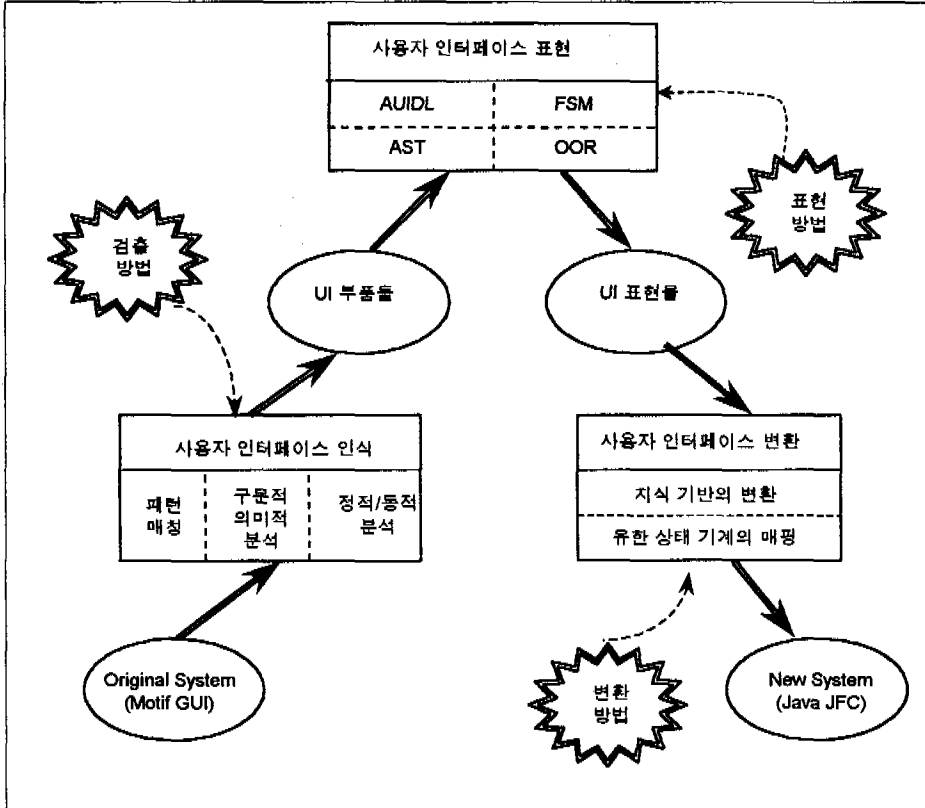 사용자 인터페이스 표현
AUIDL
FSM
AST
OOR
표현
방법
검출
방법
UI 부품들
UI 표현물
사용자 인터페이스 인식
패턴
매칭
구문적
의미적
분석
정적/동적
분석
사용자 인터페이스 변환
지식 기반의 변환
유한 상태 기계의 매핑
Original System
(Motif GUI)
변환
방법
New System
(Java JFC)